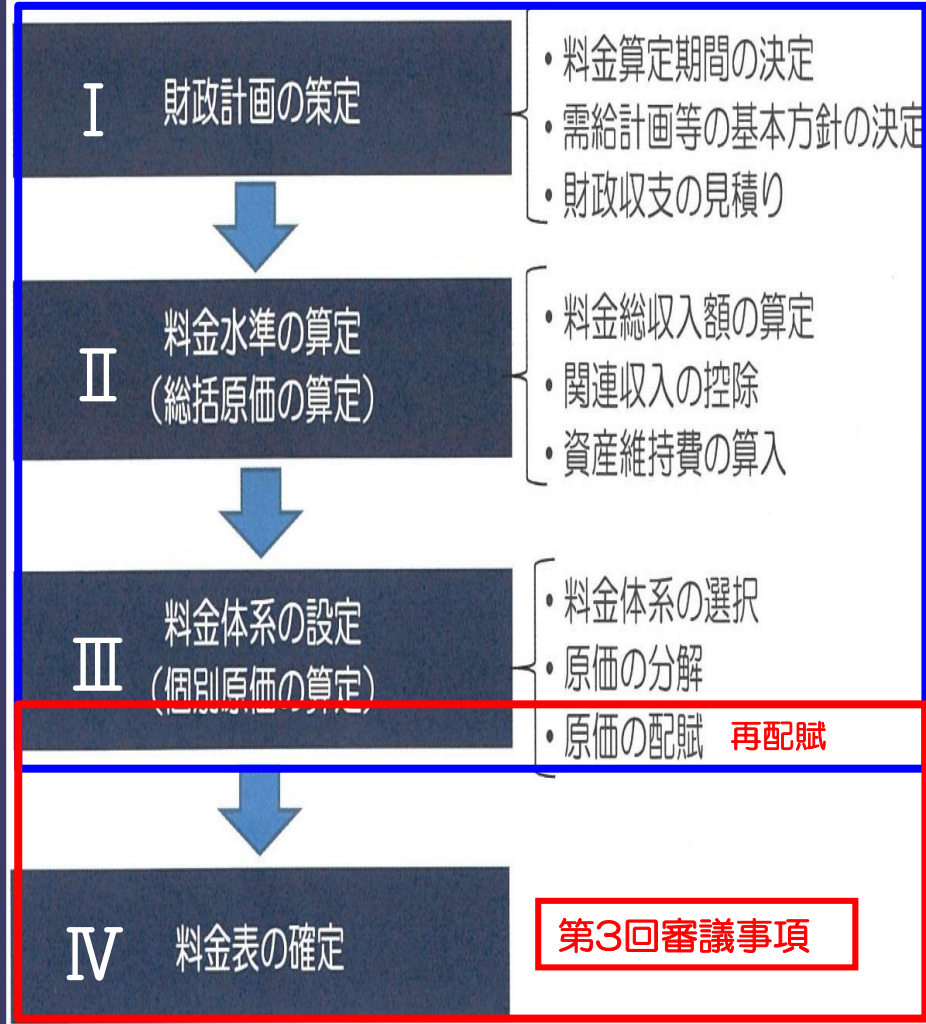 Ⅰ 財政計画の策定
・料金算定期間の決定
・需給計画等の基本方針の決定
・財政収支の見積り
Ⅱ 料金水準の算定
（総括原価の算定）
・料金総収入額の算定
・関連収入の控除
・資産維持費の算入
Ⅲ 料金体系の設定
（個別原価の算定）
・料金体系の選択
・原価の分解
・原価の配賦 再配賦
Ⅳ 料金表の確定
第3回審議事項